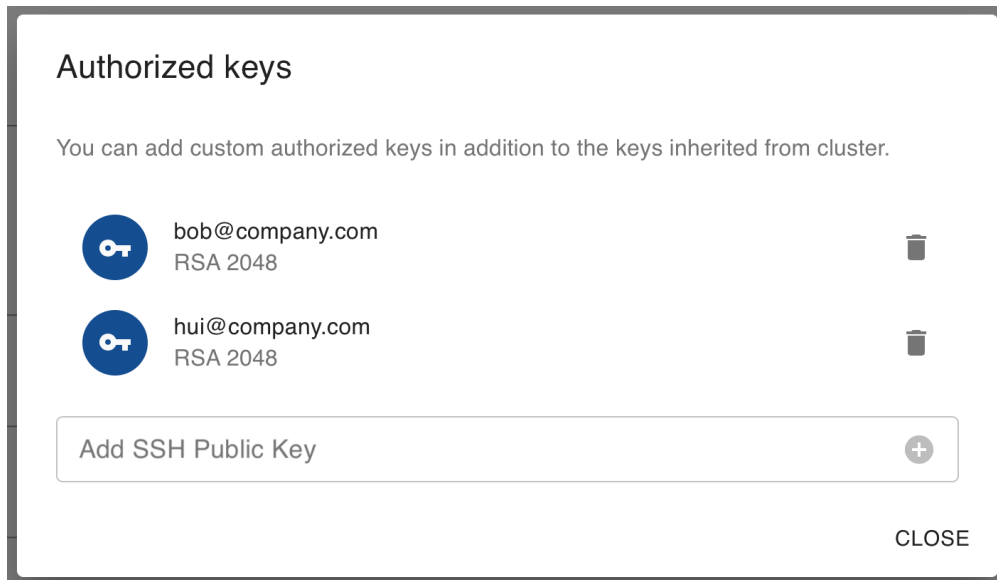 Authorized keys
You can add custom authorized keys in addition to the keys inherited from cluster.
bob@company.com
RSA 2048
hui@company.com
RSA 2048
Add SSH Public Key
CLOSE